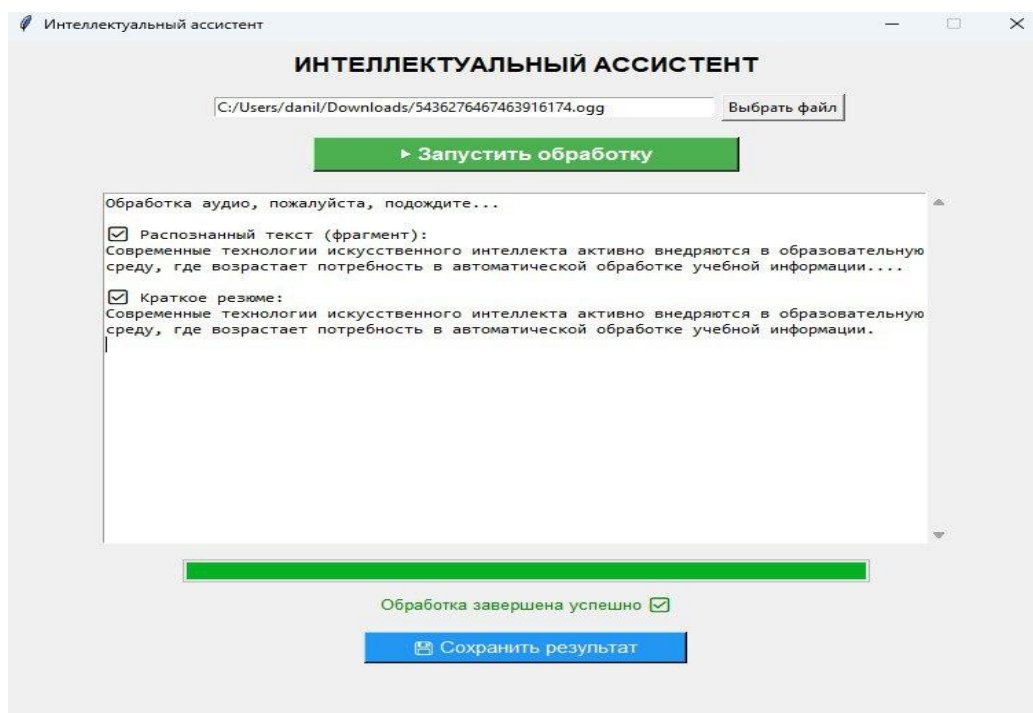 Интеллектуальный ассистент
ИНТЕЛЛЕКТУАЛЬНЫЙ АССИСТЕНТ
C:/Users/danil/Downloads/5436276467463916174.ogg Выбрать файл
Запустить обработку
Обработка аудио, пожалуйста, подождите...
Распознанный текст (фрагмент):
Современные технологии искусственного интеллекта активно внедряются в образовательную
среду, где возрастает потребность в автоматической обработке учебной информации....
Краткое резюме:
Современные технологии искусственного интеллекта активно внедряются в образовательную
среду, где возрастает потребность в автоматической обработке учебной информации.
Обработка завершена успешно
Сохранить результат